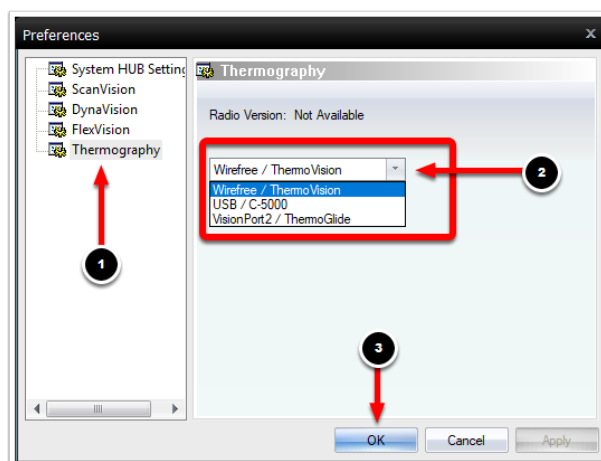 Preferences
x
System HUB Setting
ScanVision
DynaVision
FlexVision
Thermography
Thermography
Radio Version: Not Available
Wirefree / ThermoVision
Wirefree / ThermoVision
USB / C-5000
VisionPort2 / ThermoGlide
1
2
3
OK
Cancel
Apply